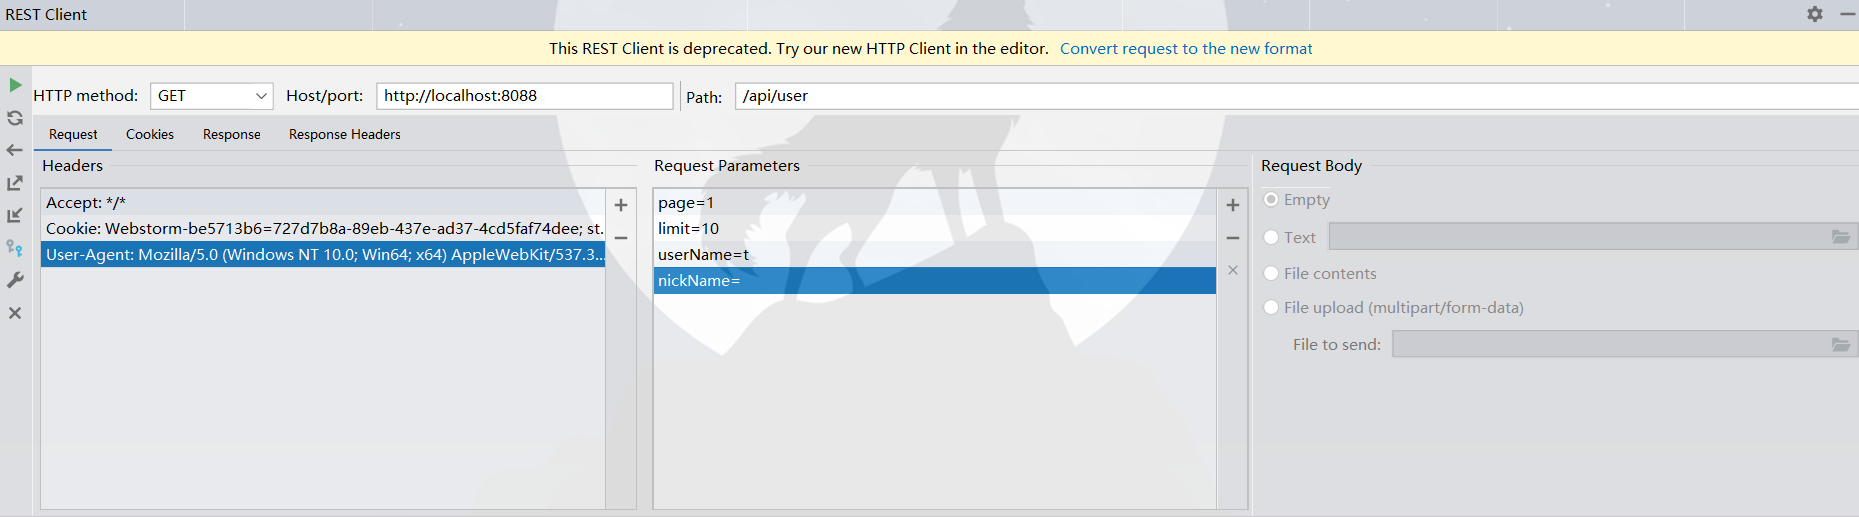 REST Client
This REST Client is deprecated. Try our new HTTP Client in the editor. Convert request to the new format
HTTP method: GET Host/port: http://localhost:8088 Path: /api/user
Request Cookies Response Response Headers
Headers
Accept: */*
Cookie: Webstorm-be5713b6=727d7b8a-89eb-437e-ad37-4cd5faf74dee; st...
User-Agent: Mozilla/5.0 (Windows NT 10.0; Win64; x64) AppleWebKit/537.3...
Request Parameters
page=1
limit=10
userName=t
nickName=
Request Body
Empty
Text
File contents
File upload (multipart/form-data)
File to send: